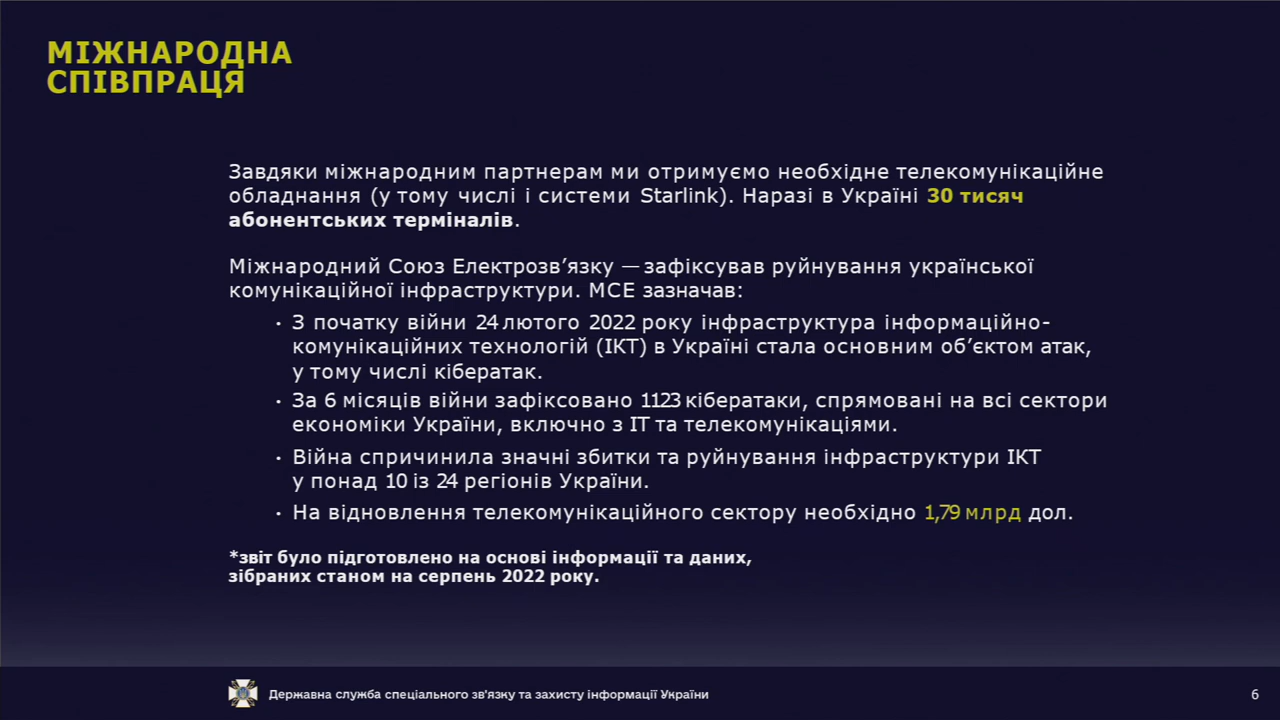 МІЖНАРОДНА
СПІВПРАЦЯ
Завдяки міжнародним партнерам ми отримуємо необхідне телекомунікаційне
обладнання (у тому числі і системи Starlink). Наразі в Україні 30 тисяч
абонентських терміналів.
Міжнародний Союз Електрозв’язку — зафіксував руйнування української
комунікаційної інфраструктури. МСЕ зазначав:
· З початку війни 24 лютого 2022 року інфраструктура інформаційно-
комунікаційних технологій (ІКТ) в Україні стала основним об’єктом атак,
у тому числі кібератак.
· За 6 місяців війни зафіксовано 1123 кібератаки, спрямовані на всі сектори
економіки України, включно з ІТ та телекомунікаціями.
· Війна спричинила значні збитки та руйнування інфраструктури ІКТ
у понад 10 із 24 регіонів України.
· На відновлення телекомунікаційного сектору необхідно 1,79 млрд дол.
*звіт було підготовлено на основі інформації та даних,
зібраних станом на серпень 2022 року.
Державна служба спеціального зв'язку та захисту інформації України
6